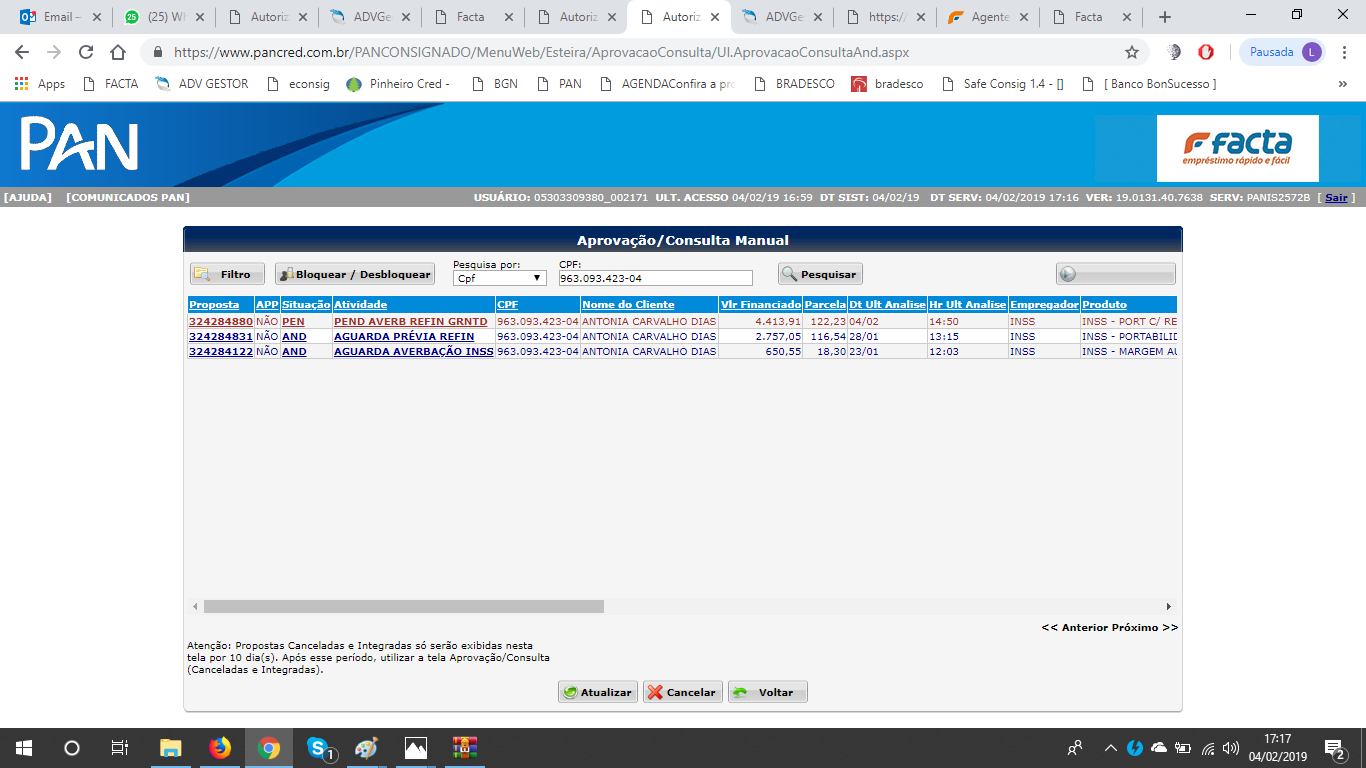 Email –
(25) Wh
Autoriz
ADVGe
Facta
Autoriz
Autoriz
ADVGe
https://
Agente
Facta
https://www.pancred.com.br/PANCONSIGNADO/MenuWeb/Esteira/AprovacaoConsulta/UI.AprovacaoConsultaAnd.aspx
Pausada L
Apps FACTA ADV GESTOR econsig Pinheiro Cred - BGN PAN AGENDAConfira a pro BRADESCO bradesco Safe Consig 1.4 - [] [ Banco BonSucesso ] »
PAN
facta
empréstimo rápido e fácil
[AJUDA] [COMUNICADOS PAN] USUÁRIO: 05303309380_002171 ULT. ACESSO 04/02/19 16:59 DT SIST: 04/02/19 DT SERV: 04/02/2019 17:16 VER: 19.0131.40.7638 SERV: PANIS2572B [ Sair ]
Aprovação/Consulta Manual
Filtro
Bloquear / Desbloquear
Pesquisa por:
Cpf
CPF:
963.093.423-04
Pesquisar
Proposta APP Situação Atividade CPF Nome do Cliente Vlr Financiado Parcela Dt Ult Analise Hr Ult Analise Empregador Produto
324284880 NÃO PEN PEND AVERB REFIN GRNTD 963.093.423-04 ANTONIA CARVALHO DIAS 4.413,91 122,23 04/02 14:50 INSS INSS - PORT C/ RE
324284831 NÃO AND AGUARDA PRÉVIA REFIN 963.093.423-04 ANTONIA CARVALHO DIAS 2.757,05 116,54 28/01 13:15 INSS INSS - PORTABILID
324284122 NÃO AND AGUARDA AVERBAÇÃO INSS 963.093.423-04 ANTONIA CARVALHO DIAS 650,55 18,30 23/01 12:03 INSS INSS - MARGEM AU
<< Anterior Próximo >>
Atenção: Propostas Canceladas e Integradas só serão exibidas nesta
tela por 10 dia(s). Após esse período, utilizar a tela Aprovação/Consulta
(Canceladas e Integradas).
Atualizar
Cancelar
Voltar
1
17:17
04/02/2019
2